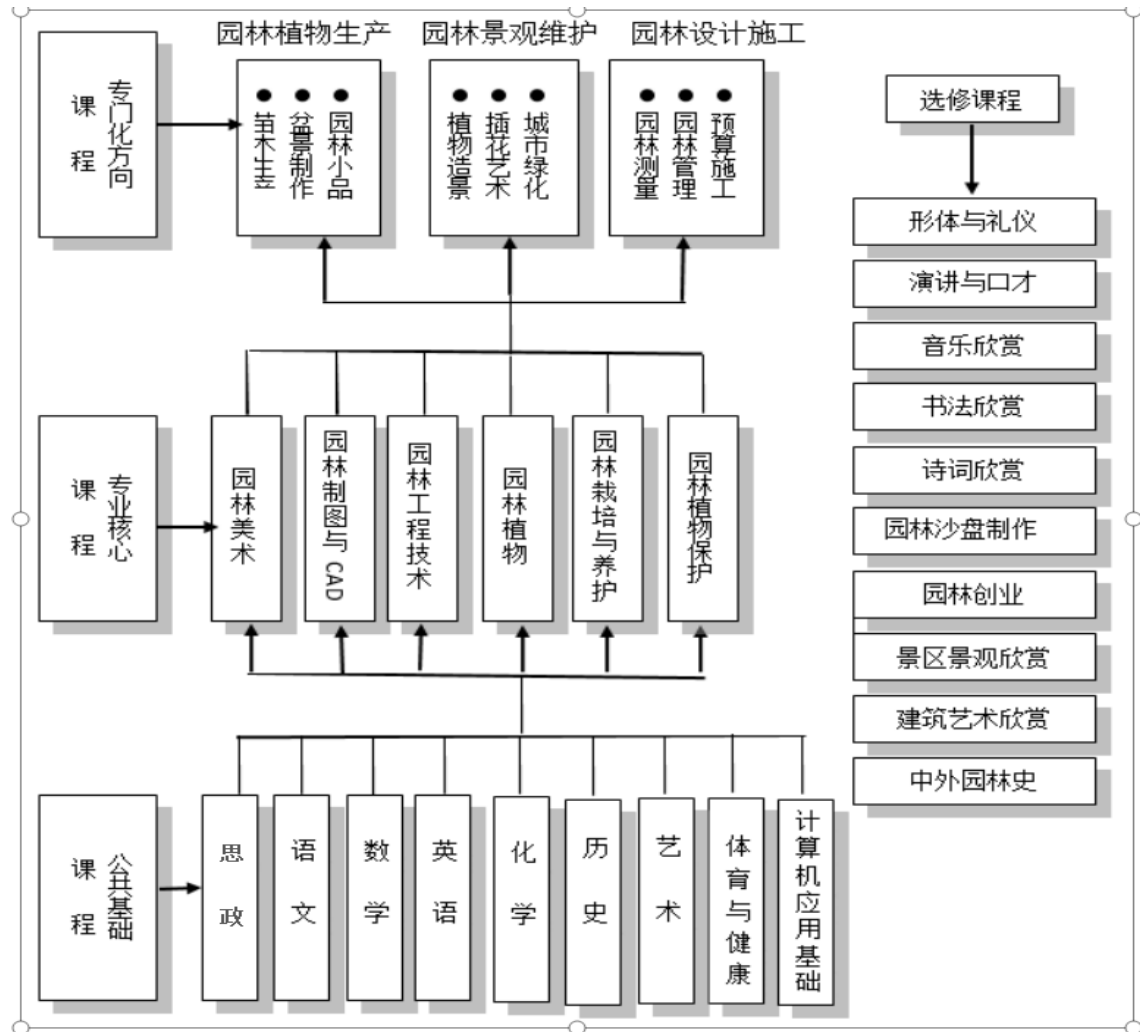 园林植物生产
园林景观维护
园林设计施工
专门化方向
课程
●苗木生产
●盆景制作
●园林小品
●植物造景
●插花艺术
●城市绿化
●园林测量
●园林管理
●预算施工
专业核心
课程
园林美术
园林制图与CAD
园林工程技术
园林植物
园林栽培与养护
园林植物保护
公共基础
课程
思政
语文
数学
英语
化学
历史
艺术
体育与健康
计算机应用基础
选修课程
形体与礼仪
演讲与口才
音乐欣赏
书法欣赏
诗词欣赏
园林沙盘制作
园林创业
景区景观欣赏
建筑艺术欣赏
中外园林史